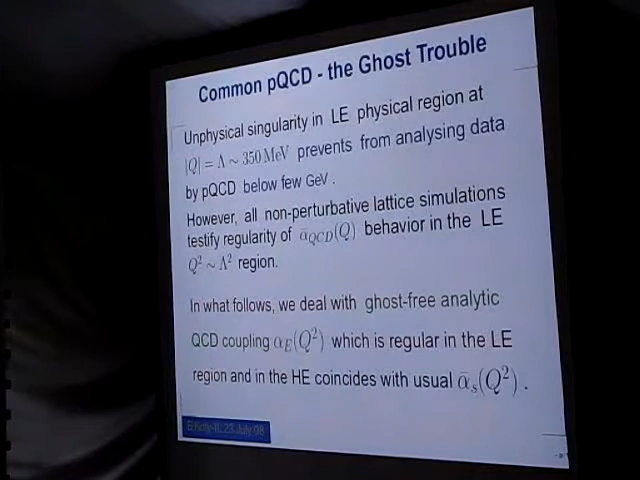 Common pQCD - the Ghost Trouble
Unphysical singularity in LE physical region at
|Q| = Λ ∼ 350 MeV prevents from analysing data
by pQCD below few GeV .
However, all non-perturbative lattice simulations
testify regularity of ᾱ_QCD(Q) behavior in the LE
Q² ∼ Λ² region.
In what follows, we deal with ghost-free analytic
QCD coupling α_E(Q²) which is regular in the LE
region and in the HE coincides with usual ᾱ_s(Q²) .
23 July '08